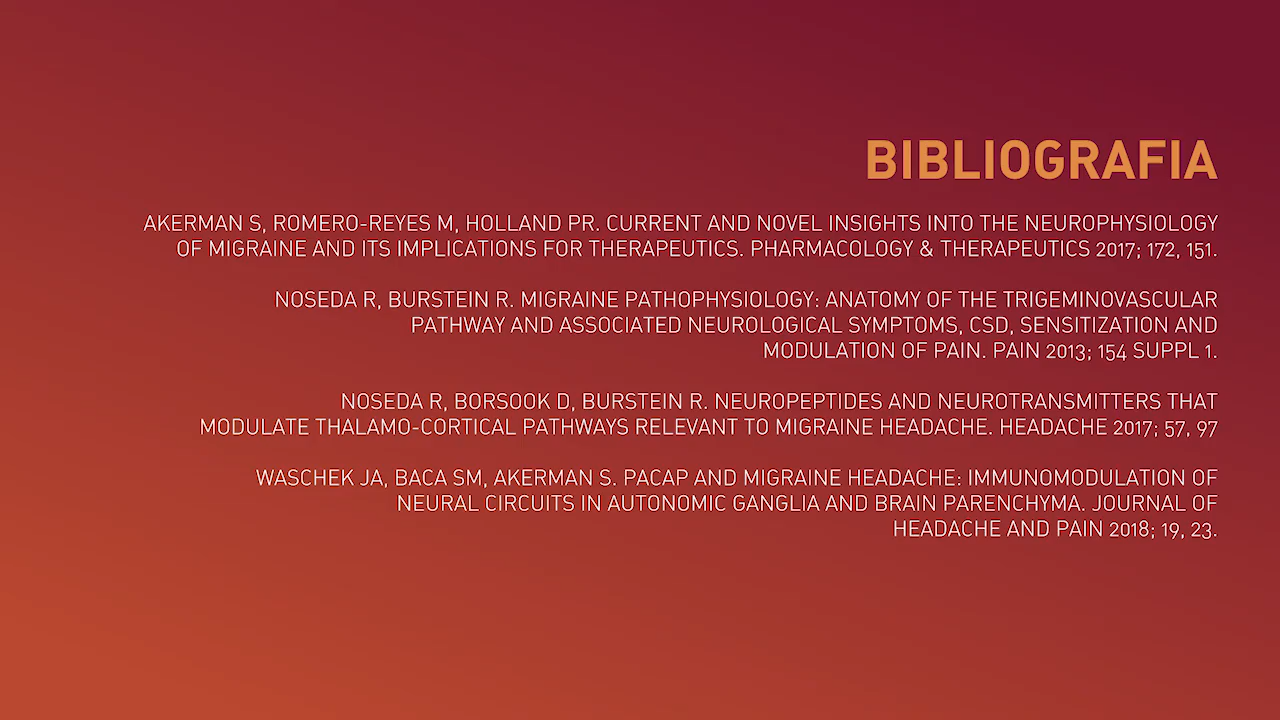 BIBLIOGRAFIA
AKERMAN S, ROMERO-REYES M, HOLLAND PR. CURRENT AND NOVEL INSIGHTS INTO THE NEUROPHYSIOLOGY
OF MIGRAINE AND ITS IMPLICATIONS FOR THERAPEUTICS. PHARMACOLOGY & THERAPEUTICS 2017; 172, 151.
NOSEDA R, BURSTEIN R. MIGRAINE PATHOPHYSIOLOGY: ANATOMY OF THE TRIGEMINOVASCULAR
PATHWAY AND ASSOCIATED NEUROLOGICAL SYMPTOMS, CSD, SENSITIZATION AND
MODULATION OF PAIN. PAIN 2013; 154 SUPPL 1.
NOSEDA R, BORSOOK D, BURSTEIN R. NEUROPEPTIDES AND NEUROTRANSMITTERS THAT
MODULATE THALAMO-CORTICAL PATHWAYS RELEVANT TO MIGRAINE HEADACHE. HEADACHE 2017; 57, 97
WASCHEK JA, BACA SM, AKERMAN S. PACAP AND MIGRAINE HEADACHE: IMMUNOMODULATION OF
NEURAL CIRCUITS IN AUTONOMIC GANGLIA AND BRAIN PARENCHYMA. JOURNAL OF
HEADACHE AND PAIN 2018; 19, 23.